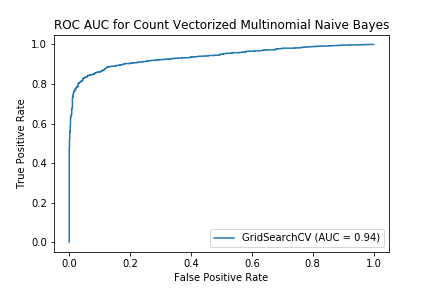 ROC AUC for Count Vectorized Multinomial Naive Bayes
1.0
0.8
0.6
0.4
0.2
0.0
True Positive Rate
GridSearchCV (AUC = 0.94)
0.0 0.2 0.4 0.6 0.8 1.0
False Positive Rate